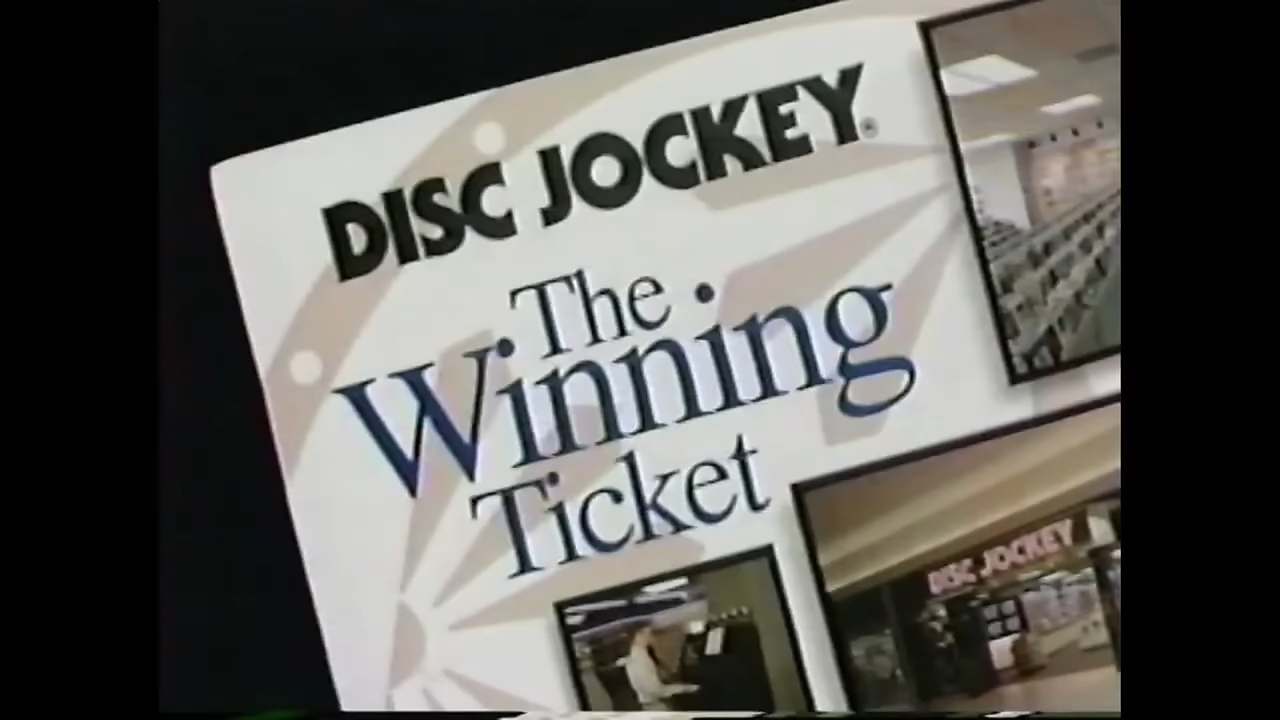 DISC JOCKEY®
The
Winning
Ticket
DISC JOCKEY